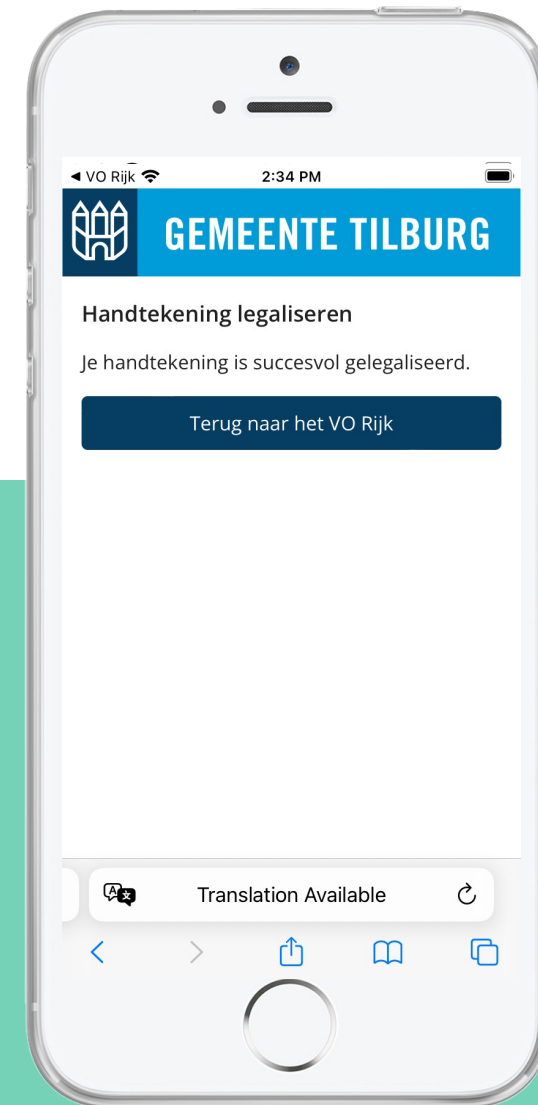 ◀ VO Rijk 2:34 PM
GEMEENTE TILBURG
Handtekening legaliseren
Je handtekening is succesvol gelegaliseerd.
Terug naar het VO Rijk
Translation Available